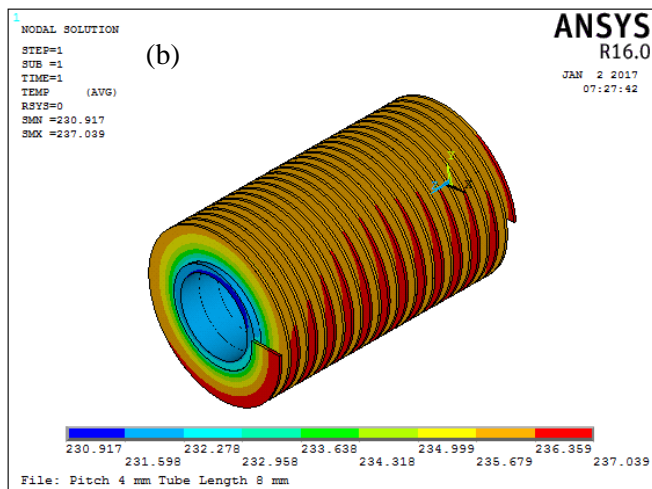 1
NODAL SOLUTION
STEP=1
SUB =1
TIME=1
TEMP (AVG)
RSYS=0
SMN =230.917
SMX =237.039
(b)
ANSYS
R16.0
JAN 2 2017
07:27:42
Y
X
Z
230.917 232.278 233.638 234.999 236.359
231.598 232.958 234.318 235.679 237.039
File: Pitch 4 mm Tube Length 8 mm